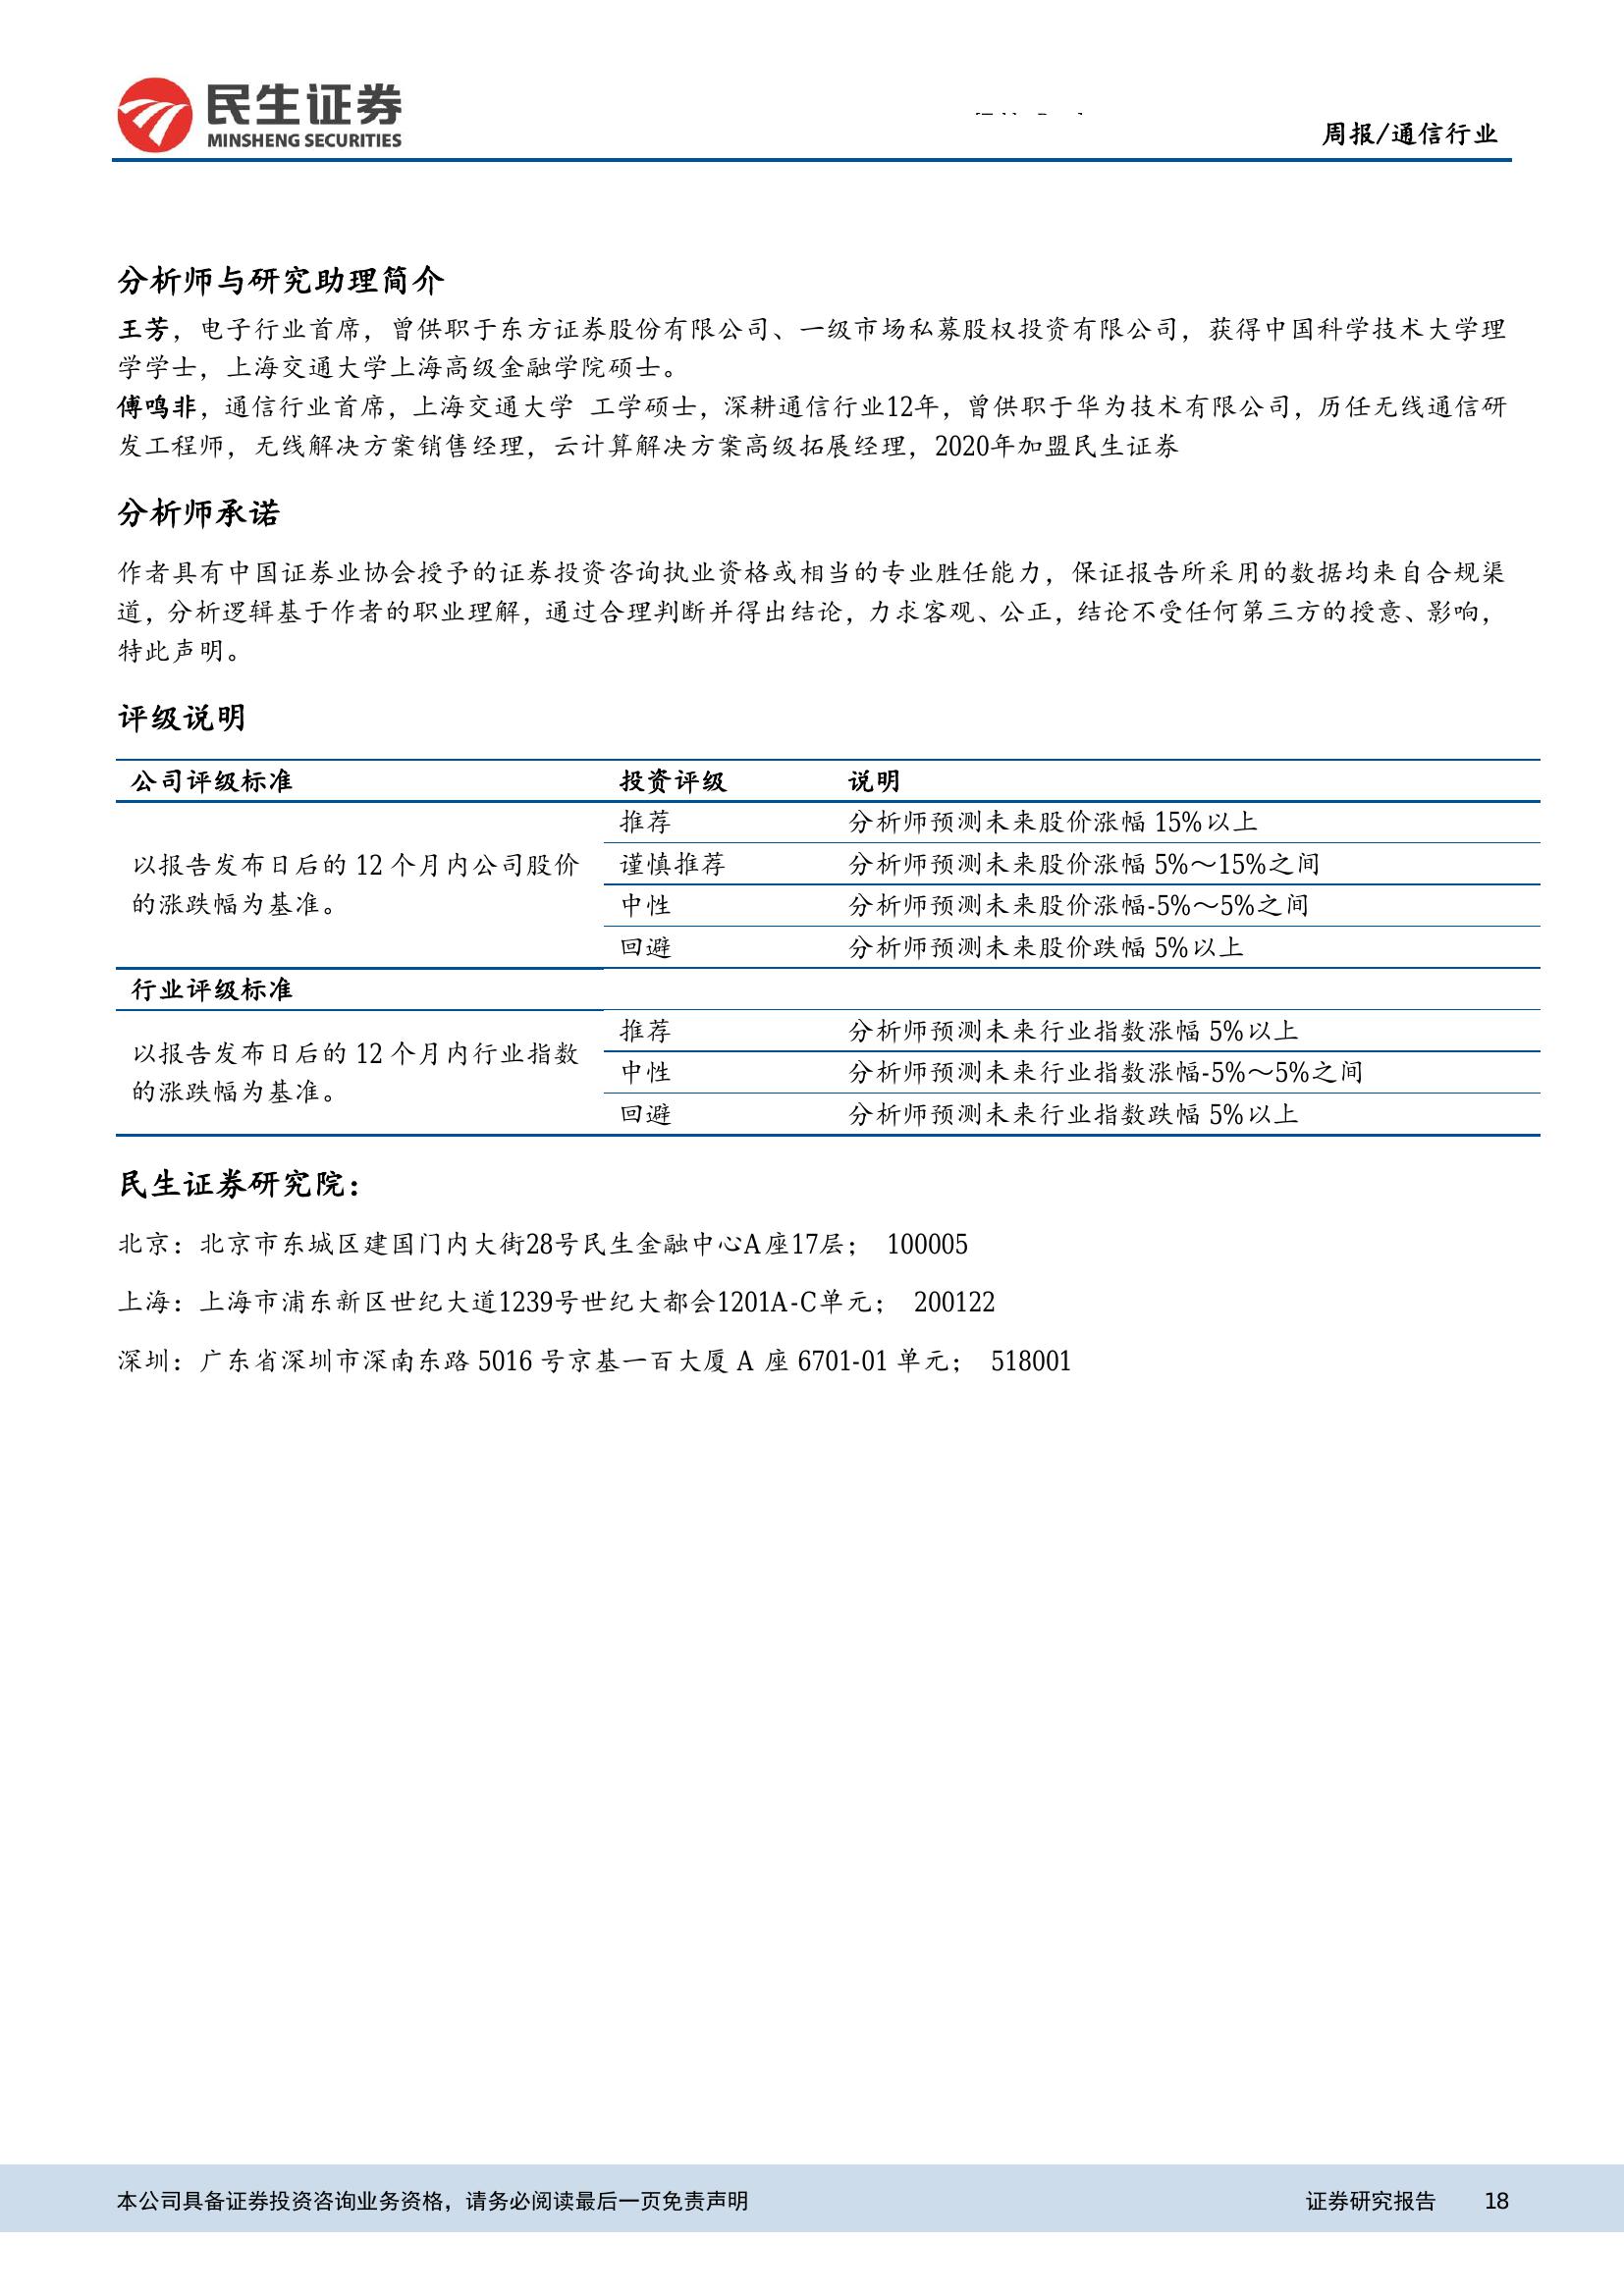 民生证券
MINSHENG SECURITIES
周报/通信行业
分析师与研究助理简介
王芳，电子行业首席，曾供职于东方证券股份有限公司、一级市场私募股权投资有限公司，获得中国科学技术大学理
学学士，上海交通大学上海高级金融学院硕士。
傅鸣非，通信行业首席，上海交通大学 工学硕士，深耕通信行业12年，曾供职于华为技术有限公司，历任无线通信研
发工程师，无线解决方案销售经理，云计算解决方案高级拓展经理，2020年加盟民生证券
分析师承诺
作者具有中国证券业协会授予的证券投资咨询执业资格或相当的专业胜任能力，保证报告所采用的数据均来自合规渠
道，分析逻辑基于作者的职业理解，通过合理判断并得出结论，力求客观、公正，结论不受任何第三方的授意、影响，
特此声明。
评级说明
公司评级标准 投资评级 说明
以报告发布日后的 12 个月内公司股价
的涨跌幅为基准。
推荐 分析师预测未来股价涨幅 15%以上
谨慎推荐 分析师预测未来股价涨幅 5%～15%之间
中性 分析师预测未来股价涨幅-5%～5%之间
回避 分析师预测未来股价跌幅 5%以上
行业评级标准
以报告发布日后的 12 个月内行业指数
的涨跌幅为基准。
推荐 分析师预测未来行业指数涨幅 5%以上
中性 分析师预测未来行业指数涨幅-5%～5%之间
回避 分析师预测未来行业指数跌幅 5%以上
民生证券研究院：
北京：北京市东城区建国门内大街28号民生金融中心A座17层； 100005
上海：上海市浦东新区世纪大道1239号世纪大都会1201A-C单元； 200122
深圳：广东省深圳市深南东路 5016 号京基一百大厦 A 座 6701-01 单元； 518001
本公司具备证券投资咨询业务资格，请务必阅读最后一页免责声明 证券研究报告 18